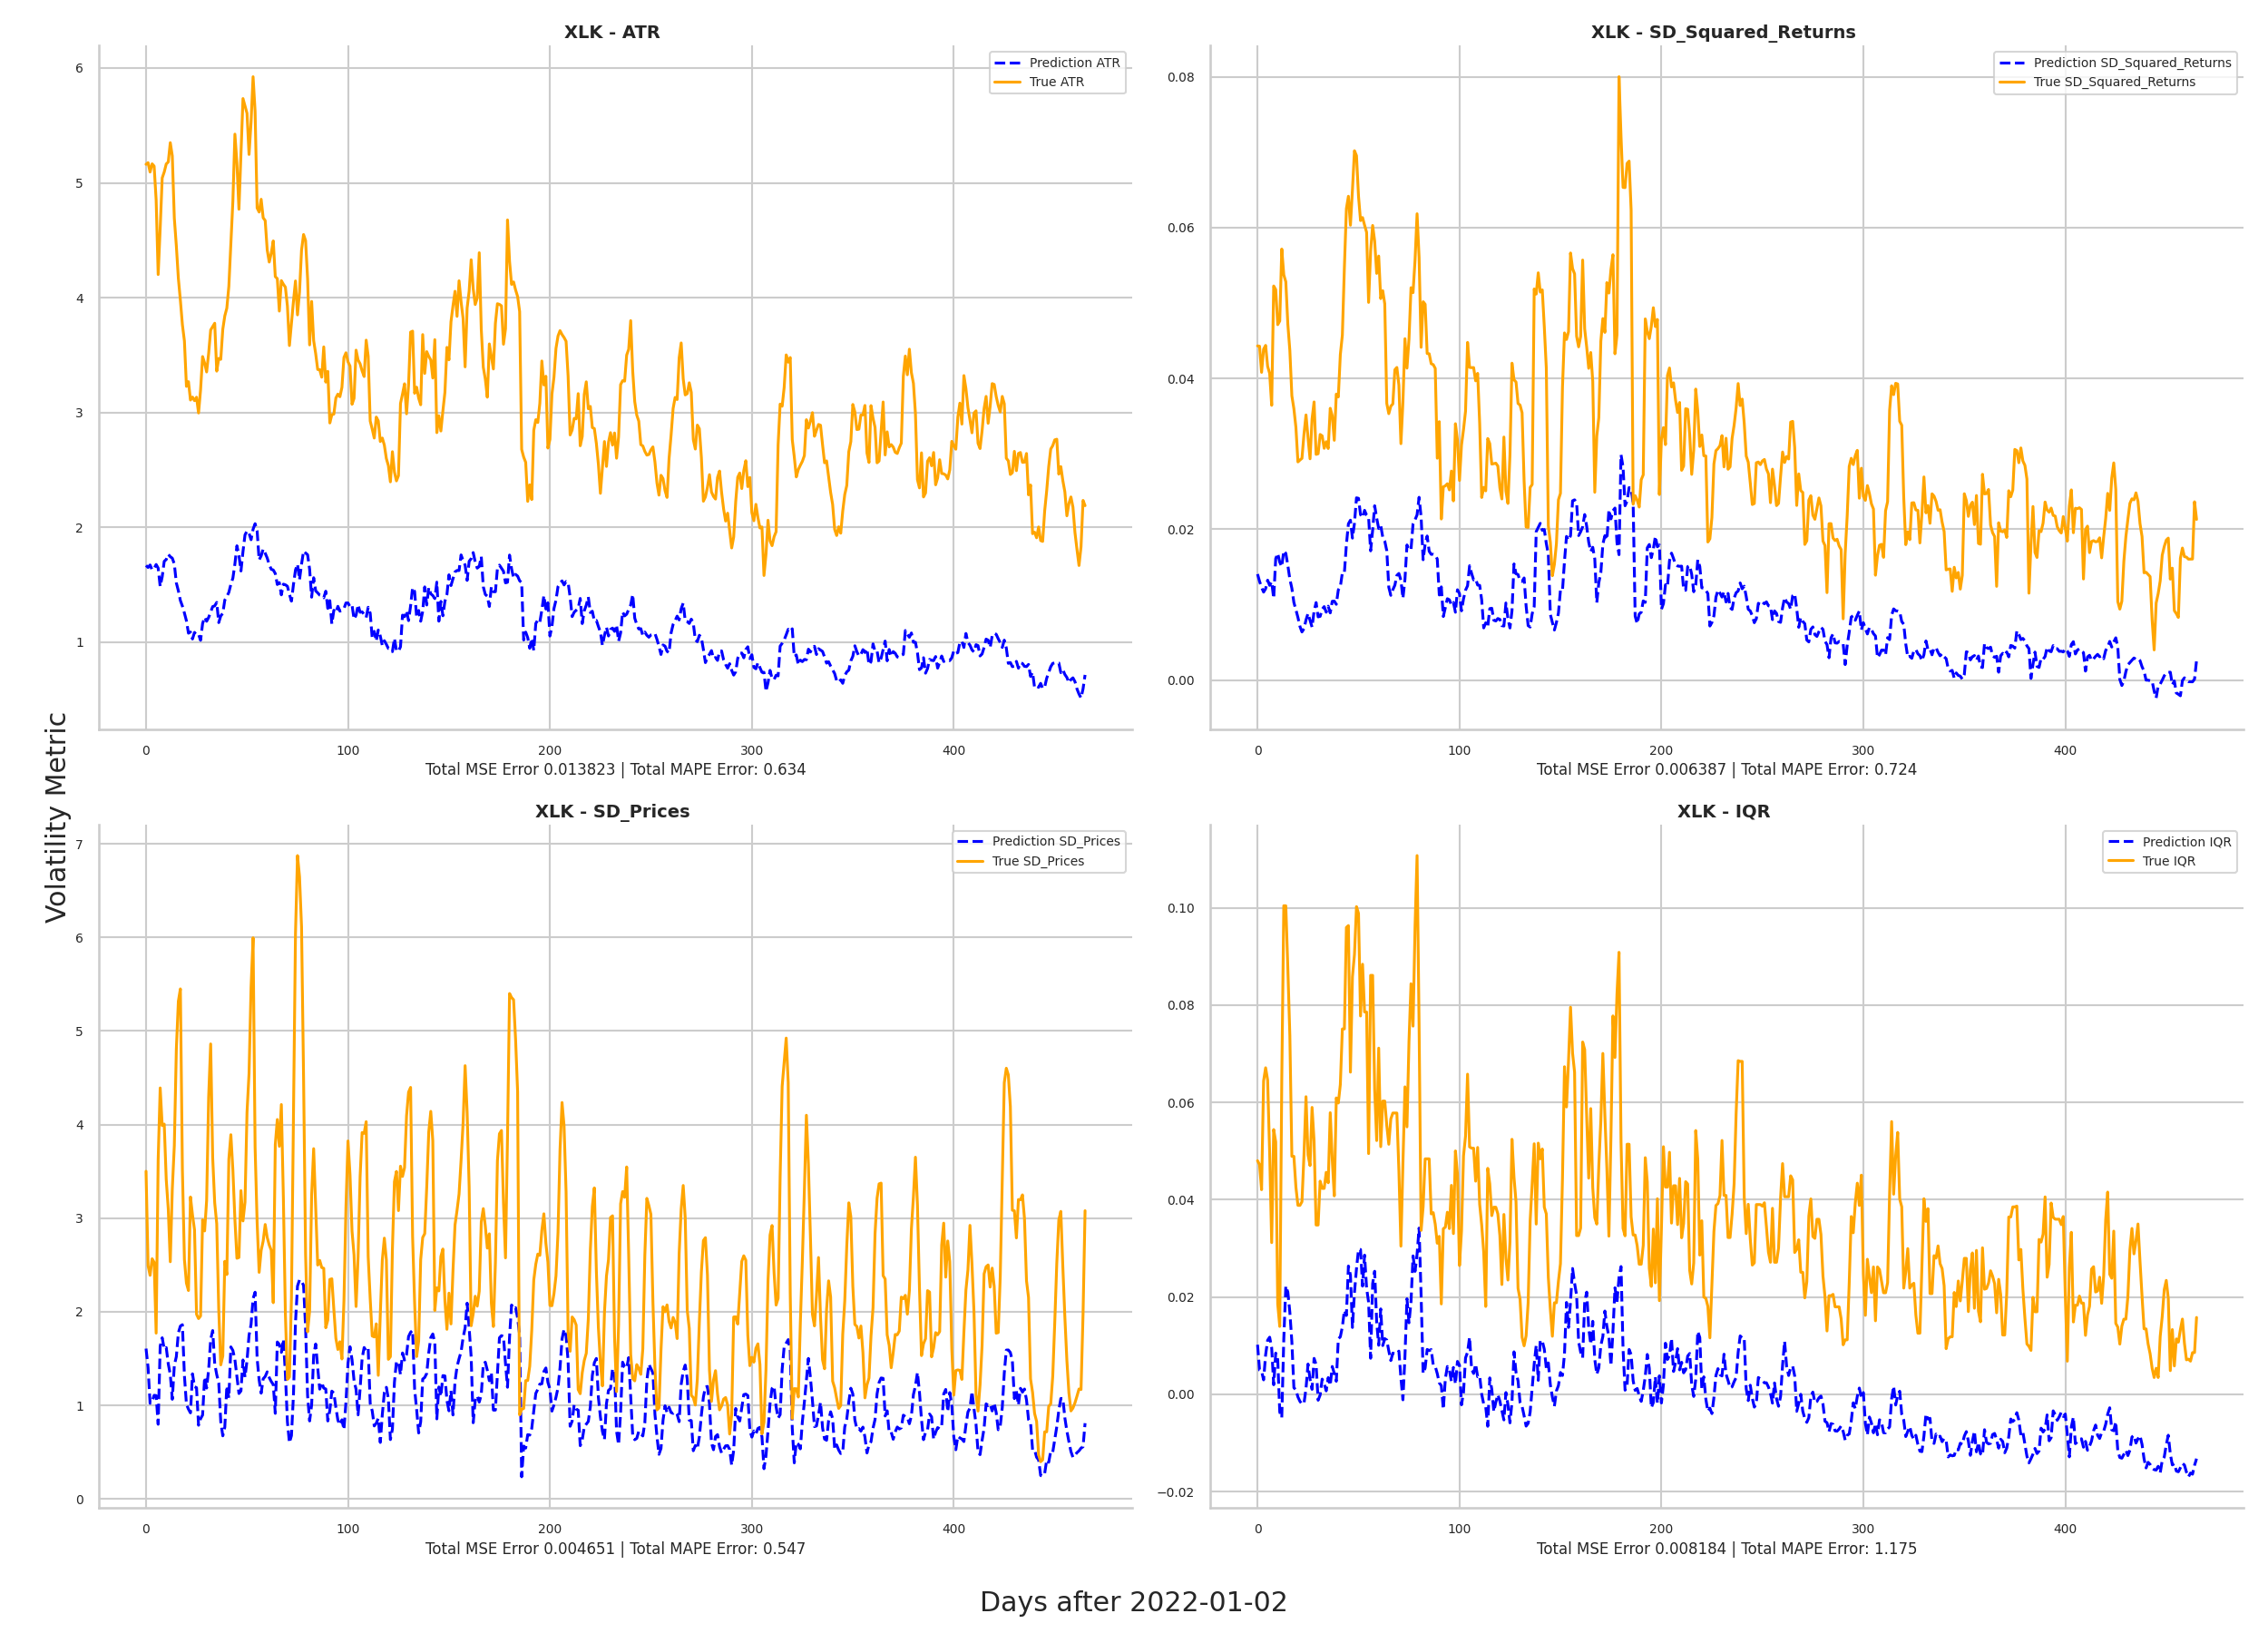 XLK - ATR
Prediction ATR
True ATR
6
5
4
3
2
1
0
100
200
300
400
Total MSE Error 0.013823 | Total MAPE Error: 0.634
XLK - SD_Squared_Returns
Prediction SD_Squared_Returns
True SD_Squared_Returns
0.08
0.06
0.04
0.02
0.00
0
100
200
300
400
Total MSE Error 0.006387 | Total MAPE Error: 0.724
Volatility Metric
XLK - SD_Prices
Prediction SD_Prices
True SD_Prices
7
6
5
4
3
2
1
0
0
100
200
300
400
Total MSE Error 0.004651 | Total MAPE Error: 0.547
XLK - IQR
Prediction IQR
True IQR
0.10
0.08
0.06
0.04
0.02
0.00
−0.02
0
100
200
300
400
Total MSE Error 0.008184 | Total MAPE Error: 1.175
Days after 2022-01-02